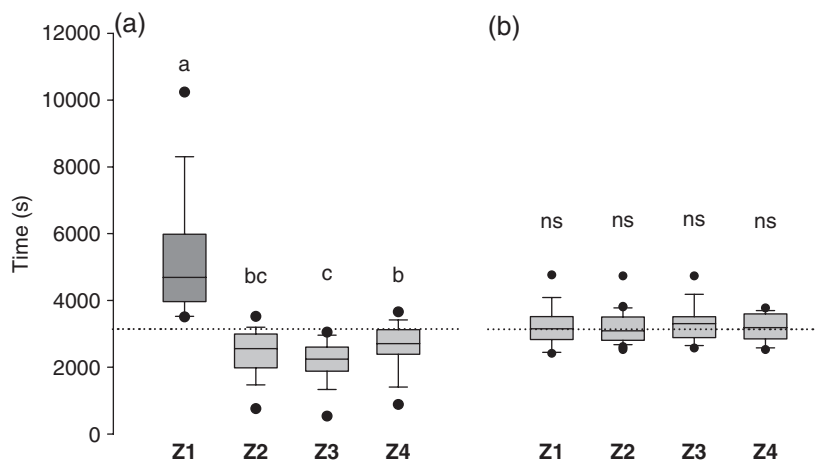 (a)
(b)
12000
10000
8000
6000
4000
2000
0
Time (s)
a
bc
c
b
ns
ns
ns
ns
Z1 Z2 Z3 Z4
Z1 Z2 Z3 Z4